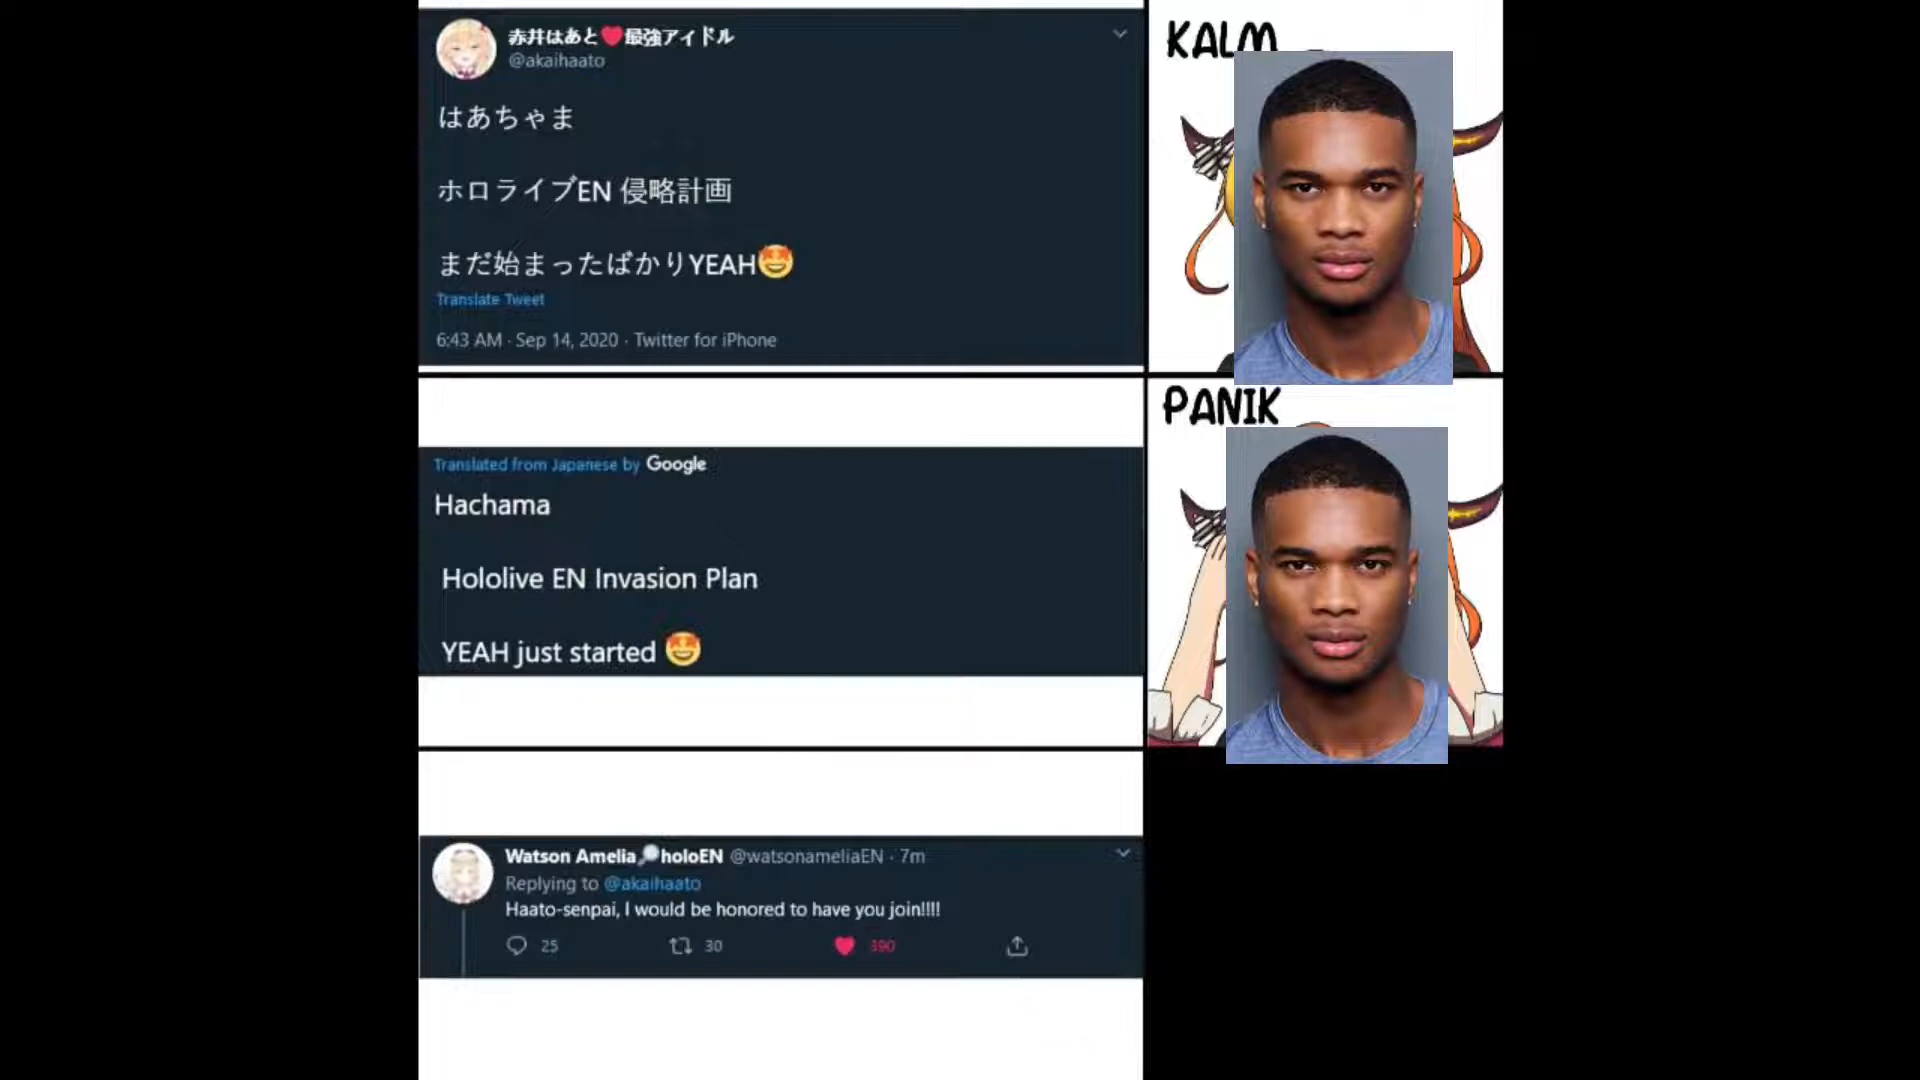 赤井はあと❤️最強アイドル
@akaihaato
はあちゃま
ホロライブEN 侵略計画
まだ始まったばかりYEAH🤩
Translate Tweet
6:43 AM · Sep 14, 2020 · Twitter for iPhone
KALM
Translated from Japanese by Google
Hachama
Hololive EN Invasion Plan
YEAH just started 🤩
PANIK
Watson Amelia🔎holoEN @watsonameliaEN · 7m
Replying to @akaihaato
Haato-senpai, I would be honored to have you join!!!!
25 30 390